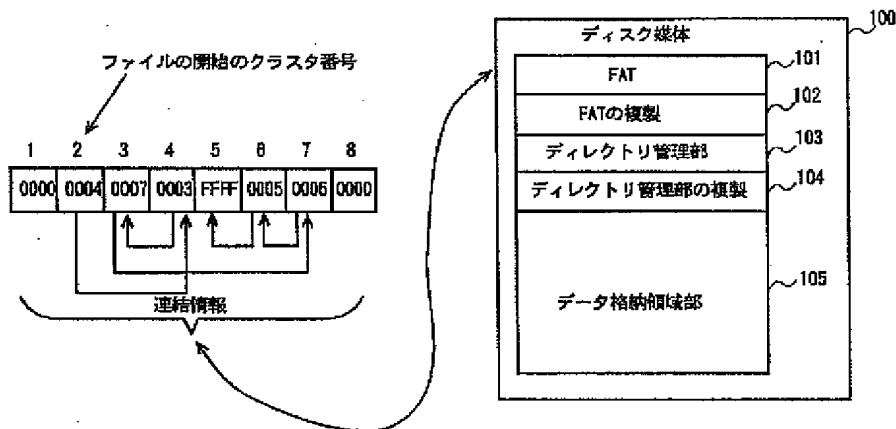 ファイルの開始のクラスタ番号
1 2 3 4 5 6 7 8
0000 0004 0007 0003 FFFF 0005 0006 0000
連結情報
100
ディスク媒体
FAT 101
FATの複製 102
ディレクトリ管理部 103
ディレクトリ管理部の複製 104
データ格納領域部 105